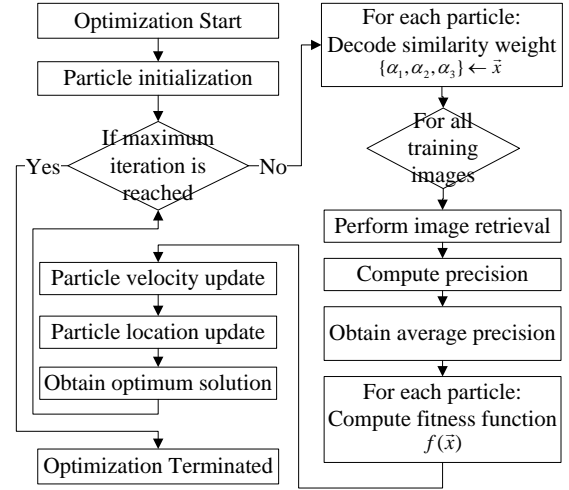 Optimization Start
Particle initialization
If maximum
iteration is
reached
Yes
No
Particle velocity update
Particle location update
Obtain optimum solution
Optimization Terminated
For each particle:
Decode similarity weight
{α₁, α₂, α₃} ← x⃗
For all
training
images
Perform image retrieval
Compute precision
Obtain average precision
For each particle:
Compute fitness function
f(x⃗)